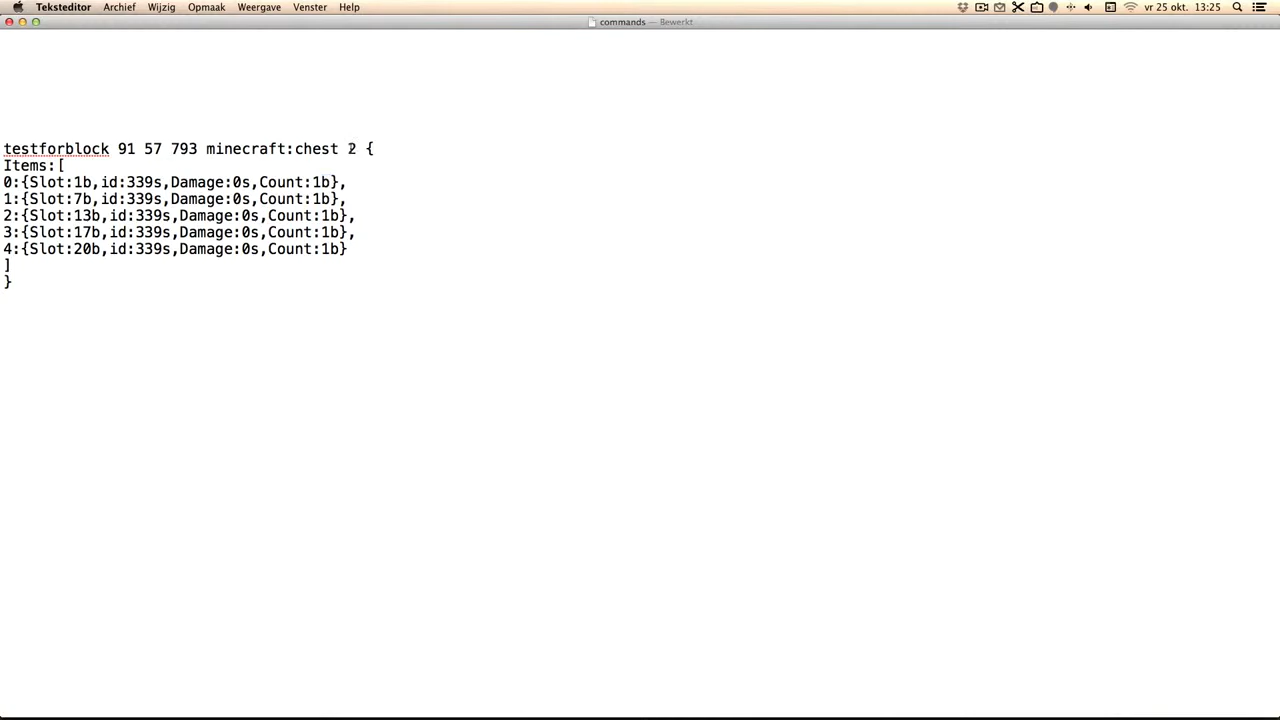 Teksteditor Archief Wijzig Opmaak Weergave Venster Help vr 25 okt. 13:25
commands — Bewerkt
testforblock 91 57 793 minecraft:chest 2 {
Items:[
0:{Slot:1b,id:339s,Damage:0s,Count:1b},
1:{Slot:7b,id:339s,Damage:0s,Count:1b},
2:{Slot:13b,id:339s,Damage:0s,Count:1b},
3:{Slot:17b,id:339s,Damage:0s,Count:1b},
4:{Slot:20b,id:339s,Damage:0s,Count:1b}
]
}